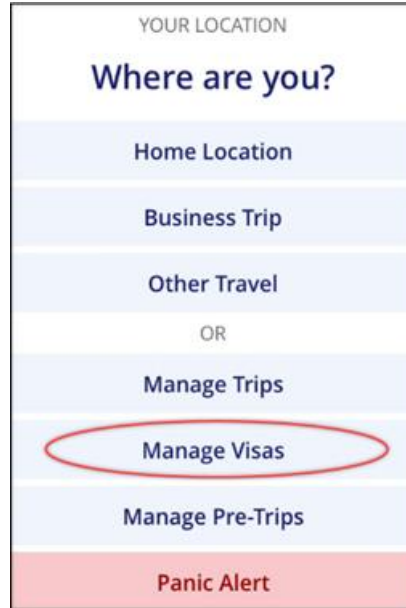 YOUR LOCATION
Where are you?
Home Location
Business Trip
Other Travel
OR
Manage Trips
Manage Visas
Manage Pre-Trips
Panic Alert